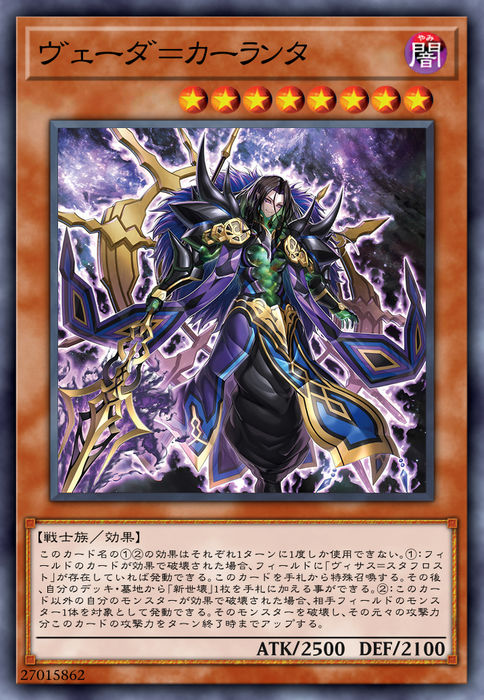 ヴェーダ=カーランタ
やみ
闇
【戦士族/効果】
このカード名の①②の効果はそれぞれ1ターンに1度しか使用できない。①:フィ
ールドのカードが効果で破壊された場合、フィールドに「ヴィサス=スタフロス
ト」が存在していれば発動できる。このカードを手札から特殊召喚する。その後、
自分のデッキ・墓地から「新世壊」1枚を手札に加える事ができる。②:このカー
ド以外の自分のモンスターが効果で破壊された場合、相手フィールドのモンス
ター1体を対象として発動できる。そのモンスターを破壊し、その元々の攻撃力
分このカードの攻撃力をターン終了時までアップする。
ATK/2500 DEF/2100
27015862